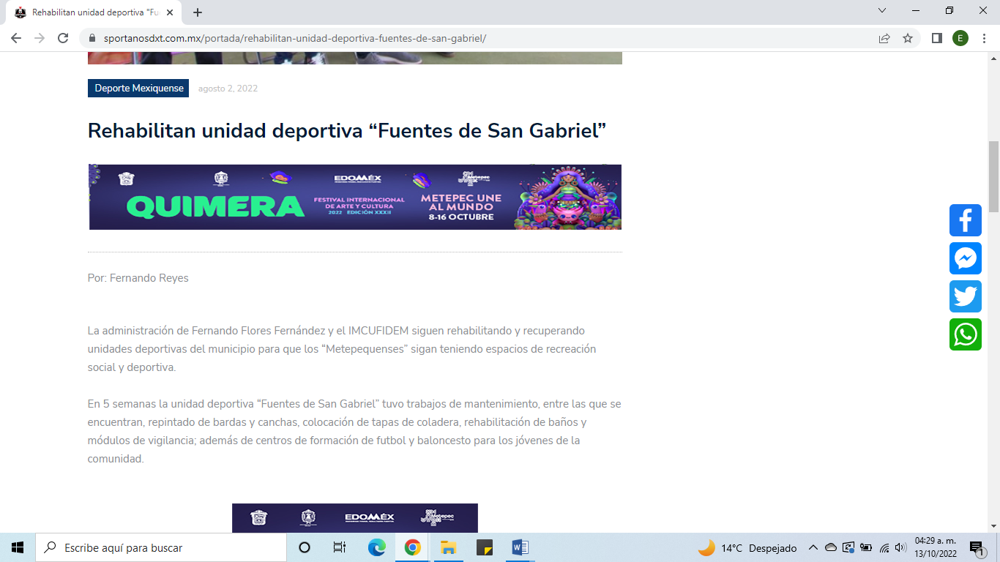 Rehabilitan unidad deportiva “Fu
sportanosdxt.com.mx/portada/rehabilitan-unidad-deportiva-fuentes-de-san-gabriel/
E
Deporte Mexiquense
agosto 2, 2022
Rehabilitan unidad deportiva “Fuentes de San Gabriel”
EDOMÉX
Metepec
QUIMERA
FESTIVAL INTERNACIONAL
DE ARTE Y CULTURA
2022 EDICIÓN XXXII
METEPEC UNE
AL MUNDO
8-16 OCTUBRE
Por: Fernando Reyes
La administración de Fernando Flores Fernández y el IMCUFIDEM siguen rehabilitando y recuperando
unidades deportivas del municipio para que los “Metepequenses” sigan teniendo espacios de recreación
social y deportiva.
En 5 semanas la unidad deportiva “Fuentes de San Gabriel” tuvo trabajos de mantenimiento, entre las que se
encuentran, repintado de bardas y canchas, colocación de tapas de coladera, rehabilitación de baños y
módulos de vigilancia; además de centros de formación de futbol y baloncesto para los jóvenes de la
comunidad.
EDOMÉX
Metepec
Escribe aquí para buscar
14°C Despejado
04:29 a. m.
13/10/2022
1